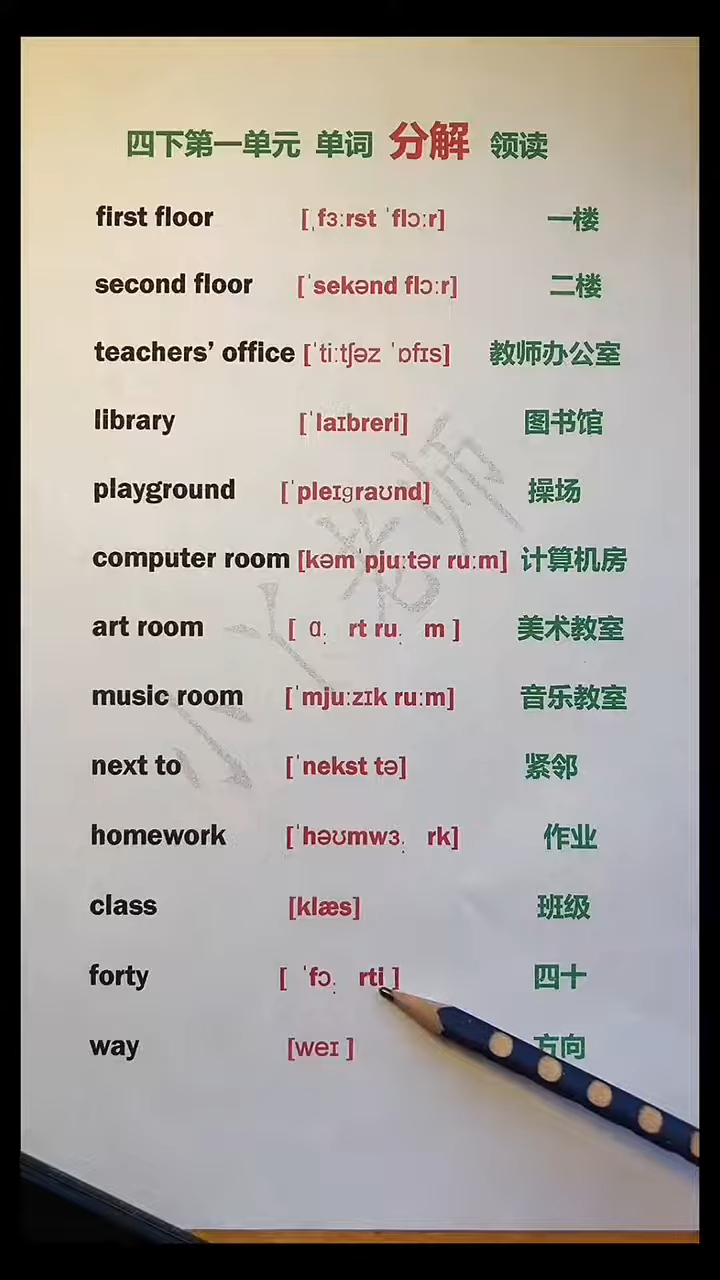 四下第一单元 单词 分解 领读
first floor [ˌfɜːrst ˈflɔːr] 一楼
second floor [ˈsekənd flɔːr] 二楼
teachers’ office [ˈtiːtʃəz ˈɒfɪs] 教师办公室
library [ˈlaɪbreri] 图书馆
playground [ˈpleɪɡraʊnd] 操场
computer room [kəmˈpjuːtər ruːm] 计算机房
art room [ ɑː rt ruː m ] 美术教室
music room [ˈmjuːzɪk ruːm] 音乐教室
next to [ˈnekst tə] 紧邻
homework [ˈhəʊmwɜː rk] 作业
class [klæs] 班级
forty [ ˈfɔː rti ] 四十
way [weɪ ] 方向
小丫老师